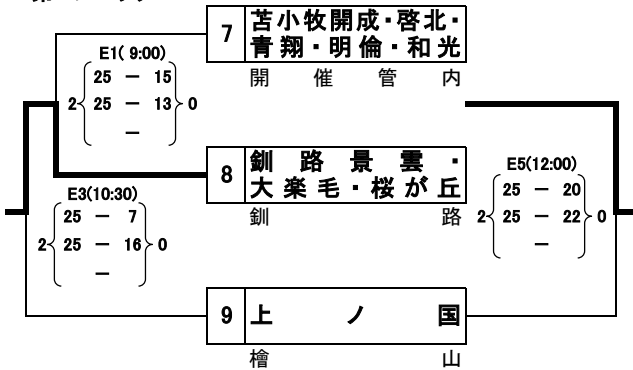 7 苫小牧開成・啓北・
青翔・明倫・和光
開催管内
E1( 9:00)
25 － 15
2 25 － 13 0
－
8 釧路景雲・
大楽毛・桜が丘
釧路
E3(10:30)
25 － 7
2 25 － 16 0
－
E5(12:00)
25 － 20
2 25 － 22 0
－
9 上ノ国
檜山